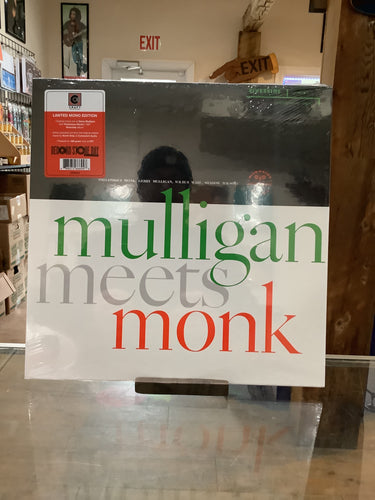 EXIT
EXIT
RIVERSIDE
LIMITED MONO EDITION
RECORD STORE DAY
THELONIOUS MONK, GERRY MULLIGAN, WILBUR WARE, SHADOW WILSON
mulligan
meets
monk